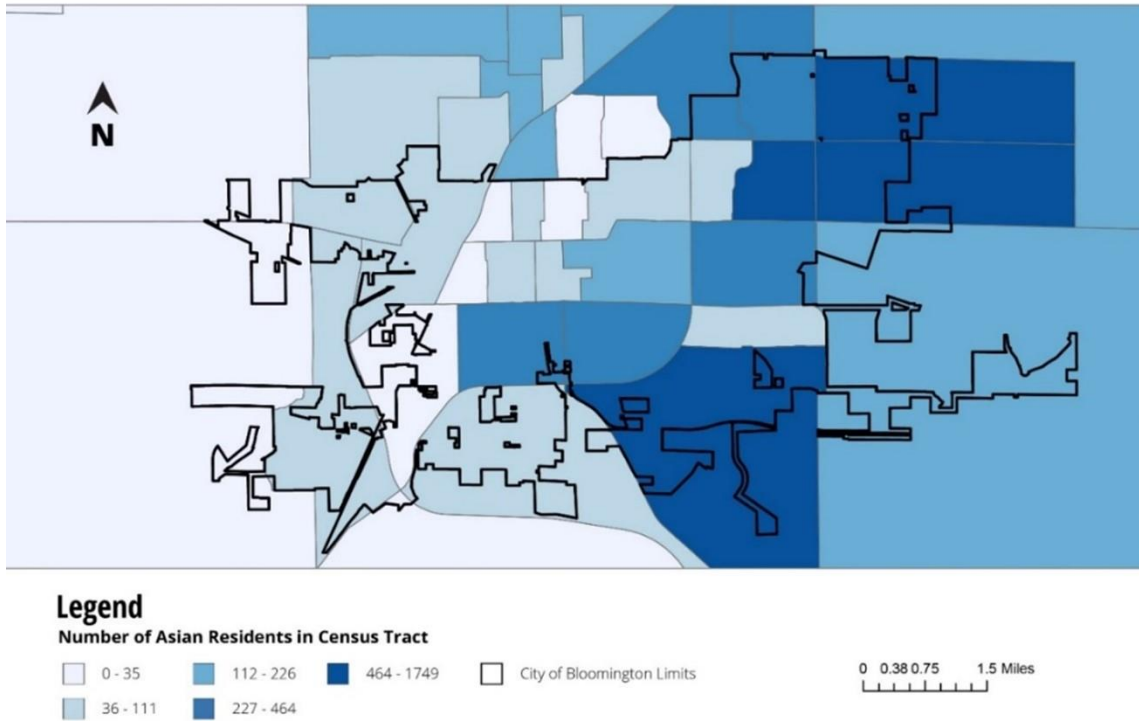 N
Legend
Number of Asian Residents in Census Tract
0 - 35
112 - 226
464 - 1749
City of Bloomington Limits
36 - 111
227 - 464
0 0.38 0.75 1.5 Miles